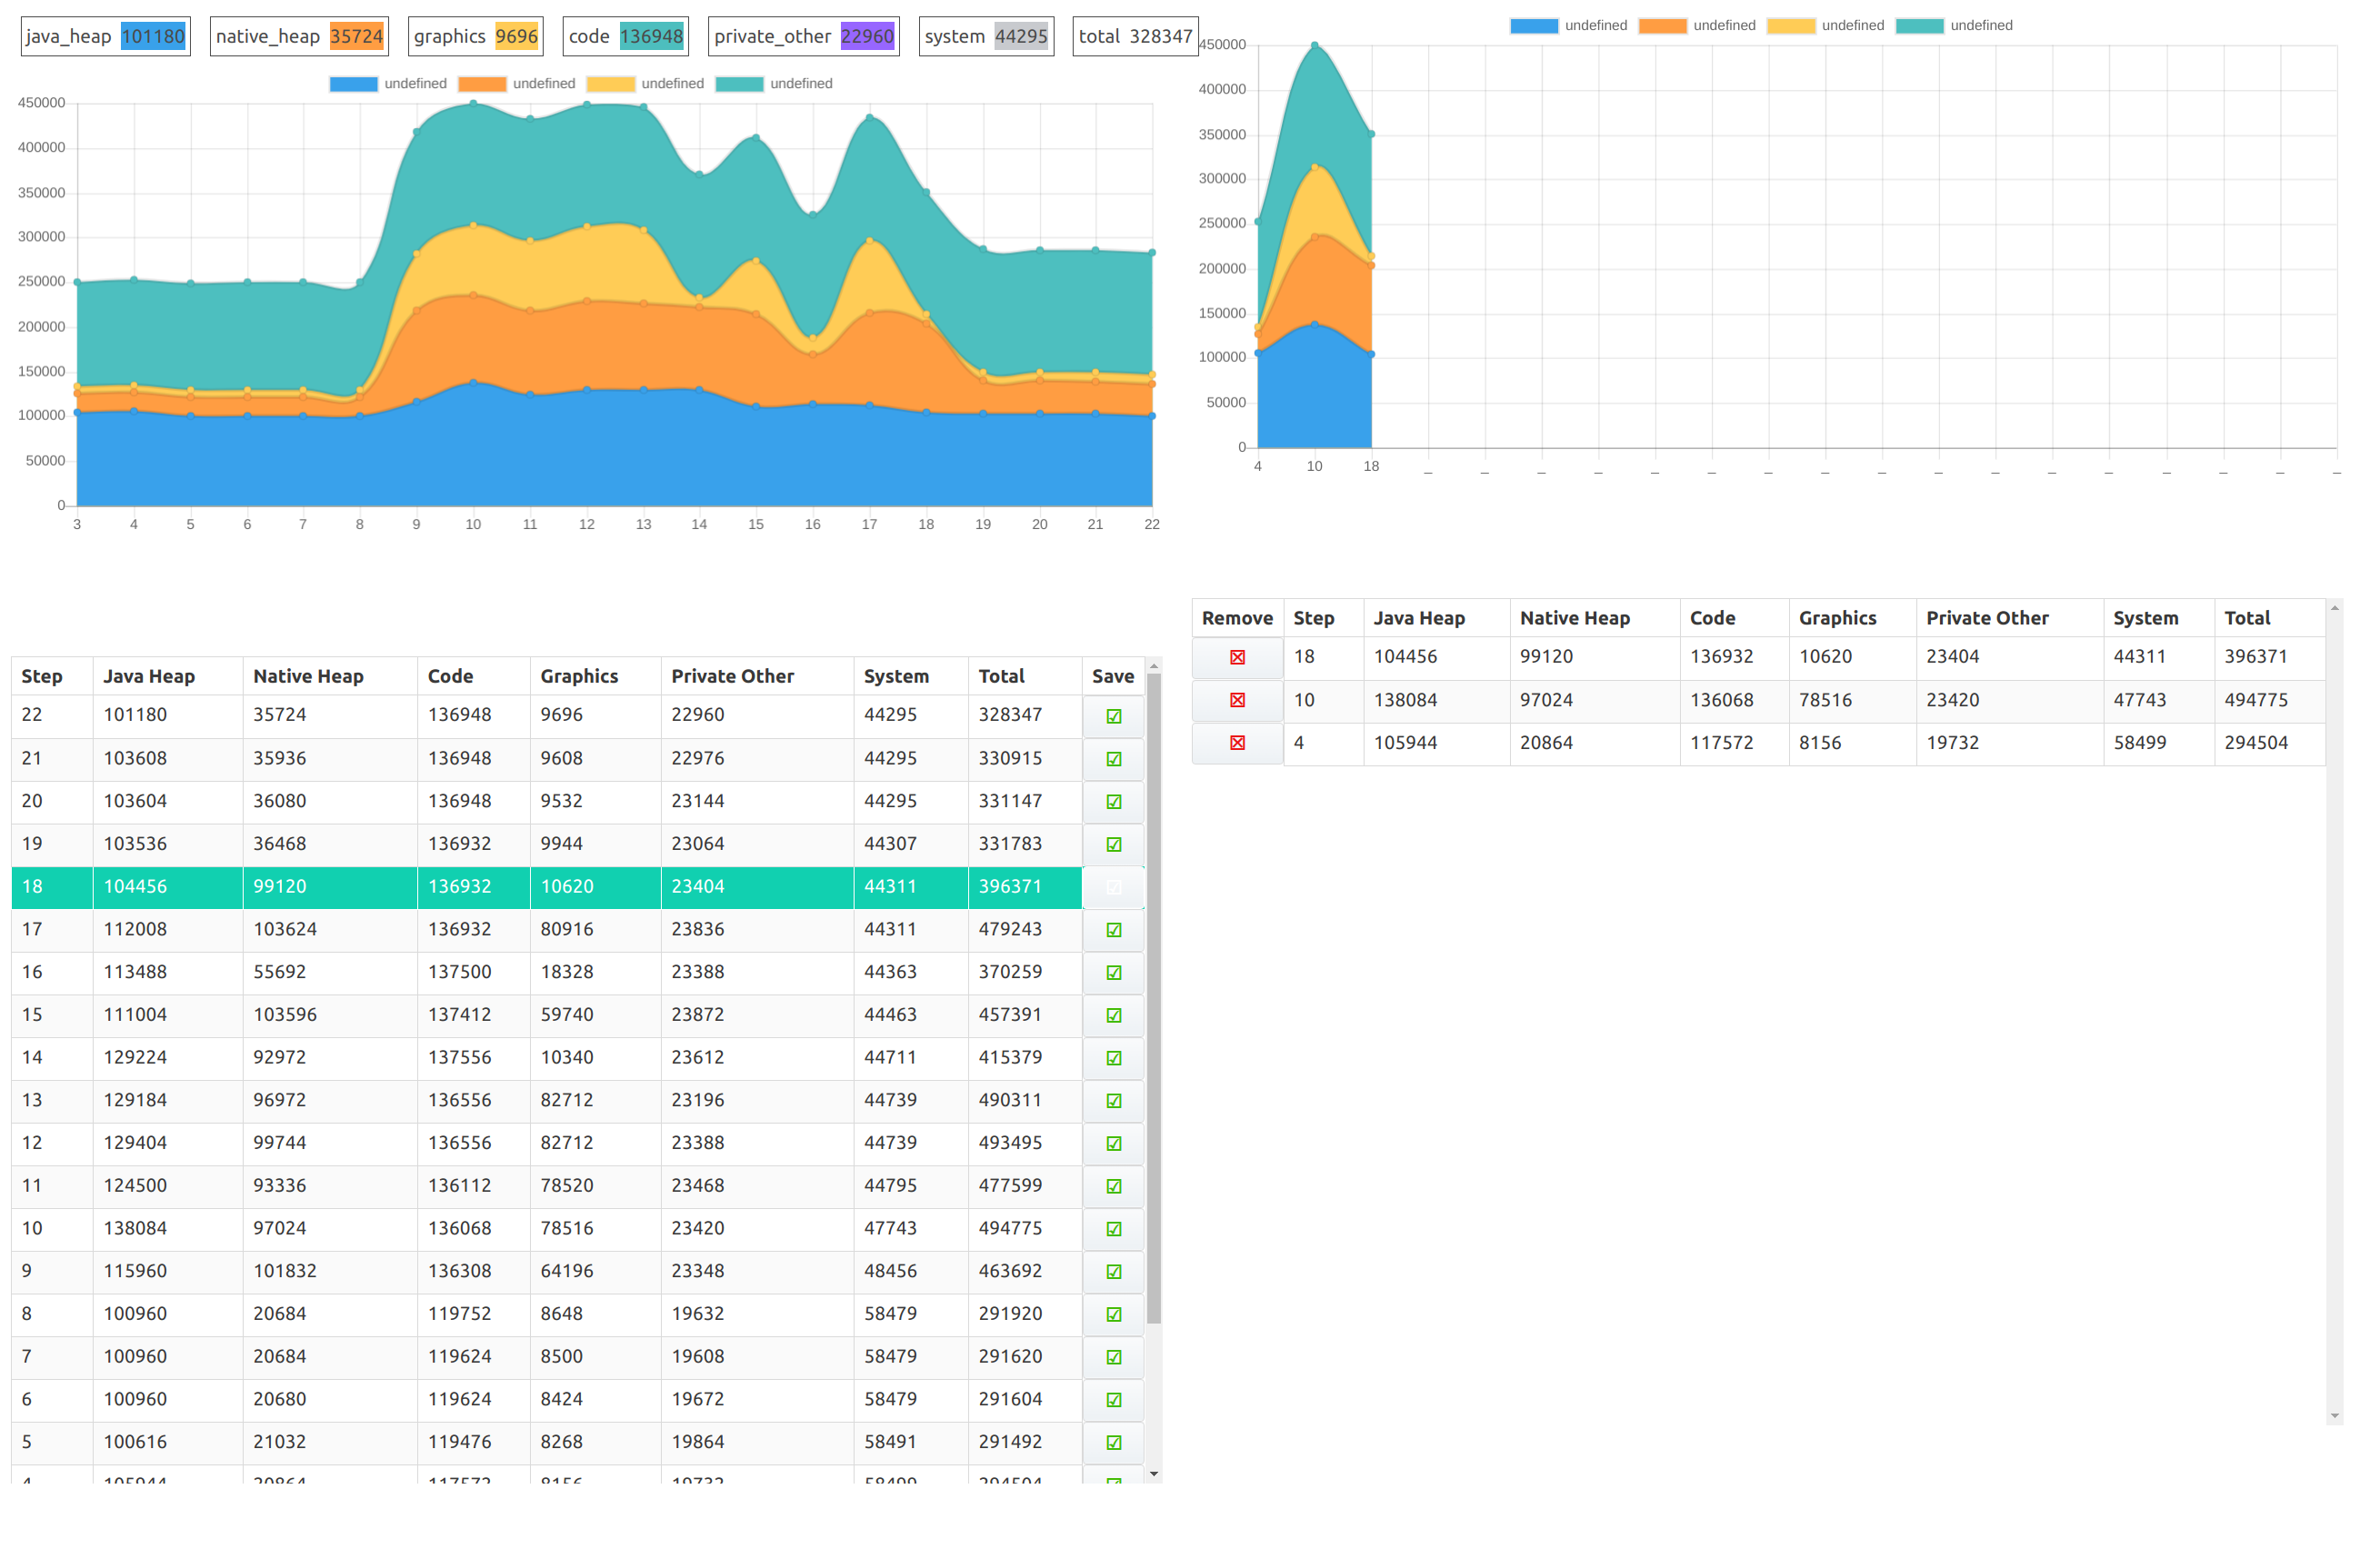 java_heap 101180 native_heap 35724 graphics 9696 code 136948 private_other 22960 system 44295 total 328347
undefined undefined undefined undefined
450000
400000
350000
300000
250000
200000
150000
100000
50000
0
3 4 5 6 7 8 9 10 11 12 13 14 15 16 17 18 19 20 21 22
undefined undefined undefined undefined
450000
400000
350000
300000
250000
200000
150000
100000
50000
0
4 10 18 – – – – – – – – – – – – – – – – –
Step Java Heap Native Heap Code Graphics Private Other System Total Save
22 101180 35724 136948 9696 22960 44295 328347
21 103608 35936 136948 9608 22976 44295 330915
20 103604 36080 136948 9532 23144 44295 331147
19 103536 36468 136932 9944 23064 44307 331783
18 104456 99120 136932 10620 23404 44311 396371
17 112008 103624 136932 80916 23836 44311 479243
16 113488 55692 137500 18328 23388 44363 370259
15 111004 103596 137412 59740 23872 44463 457391
14 129224 92972 137556 10340 23612 44711 415379
13 129184 96972 136556 82712 23196 44739 490311
12 129404 99744 136556 82712 23388 44739 493495
11 124500 93336 136112 78520 23468 44795 477599
10 138084 97024 136068 78516 23420 47743 494775
9 115960 101832 136308 64196 23348 48456 463692
8 100960 20684 119752 8648 19632 58479 291920
7 100960 20684 119624 8500 19608 58479 291620
6 100960 20680 119624 8424 19672 58479 291604
5 100616 21032 119476 8268 19864 58491 291492
4 105944 20864 117572 8156 19732 58499 294504
Remove Step Java Heap Native Heap Code Graphics Private Other System Total
18 104456 99120 136932 10620 23404 44311 396371
10 138084 97024 136068 78516 23420 47743 494775
4 105944 20864 117572 8156 19732 58499 294504